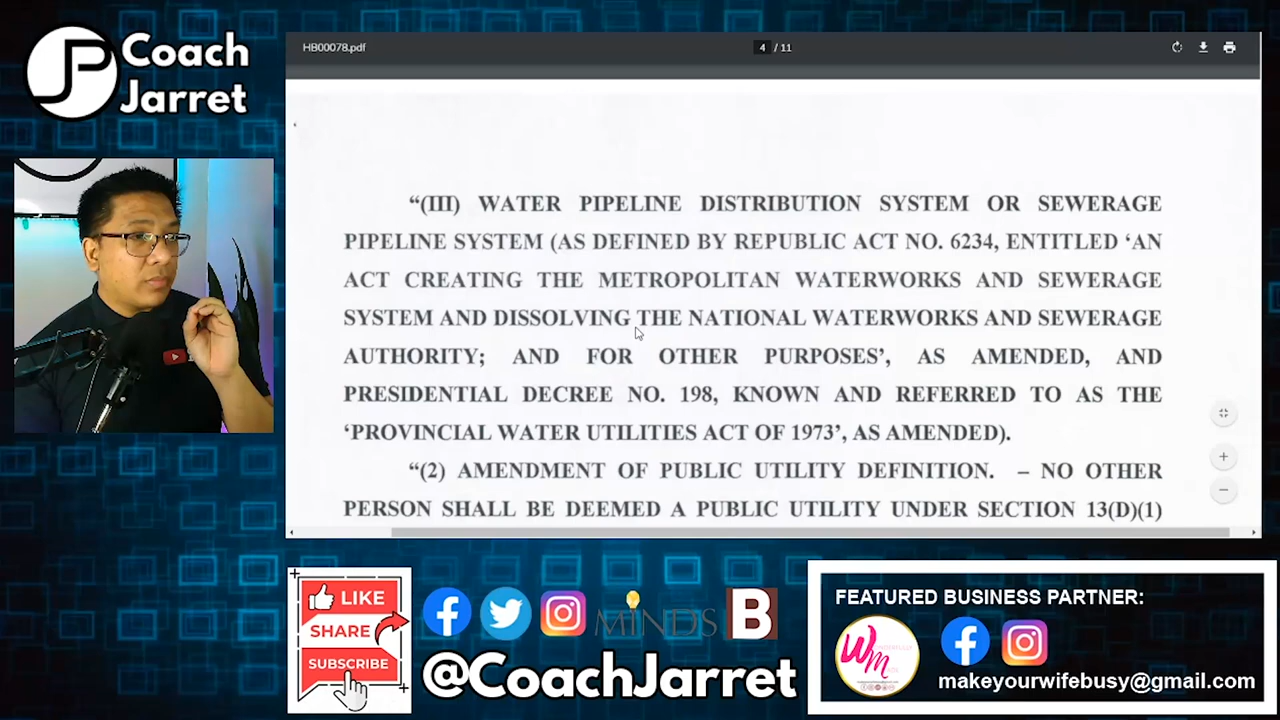 Coach
Jarret
HB00078.pdf
4 / 11
“(III) WATER PIPELINE DISTRIBUTION SYSTEM OR SEWERAGE
PIPELINE SYSTEM (AS DEFINED BY REPUBLIC ACT NO. 6234, ENTITLED ‘AN
ACT CREATING THE METROPOLITAN WATERWORKS AND SEWERAGE
SYSTEM AND DISSOLVING THE NATIONAL WATERWORKS AND SEWERAGE
AUTHORITY; AND FOR OTHER PURPOSES’, AS AMENDED, AND
PRESIDENTIAL DECREE NO. 198, KNOWN AND REFERRED TO AS THE
‘PROVINCIAL WATER UTILITIES ACT OF 1973’, AS AMENDED).
“(2) AMENDMENT OF PUBLIC UTILITY DEFINITION. – NO OTHER
PERSON SHALL BE DEEMED A PUBLIC UTILITY UNDER SECTION 13(D)(1)
LIKE
SHARE
SUBSCRIBE
MINDS
B
@CoachJarret
FEATURED BUSINESS PARTNER:
WM
makeyourwifebusy@gmail.com